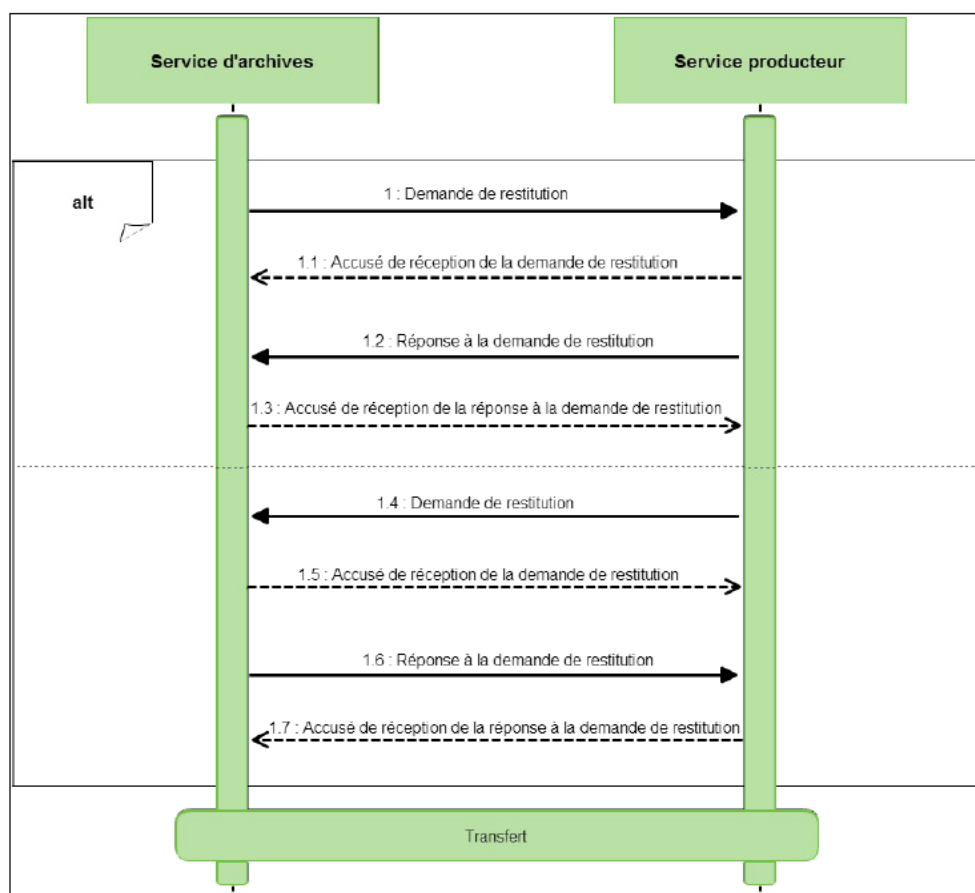 Service d'archives
Service producteur
alt
1 : Demande de restitution
1.1 : Accusé de réception de la demande de restitution
1.2 : Réponse à la demande de restitution
1.3 : Accusé de réception de la réponse à la demande de restitution
1.4 : Demande de restitution
1.5 : Accusé de réception de la demande de restitution
1.6 : Réponse à la demande de restitution
1.7 : Accusé de réception de la réponse à la demande de restitution
Transfert